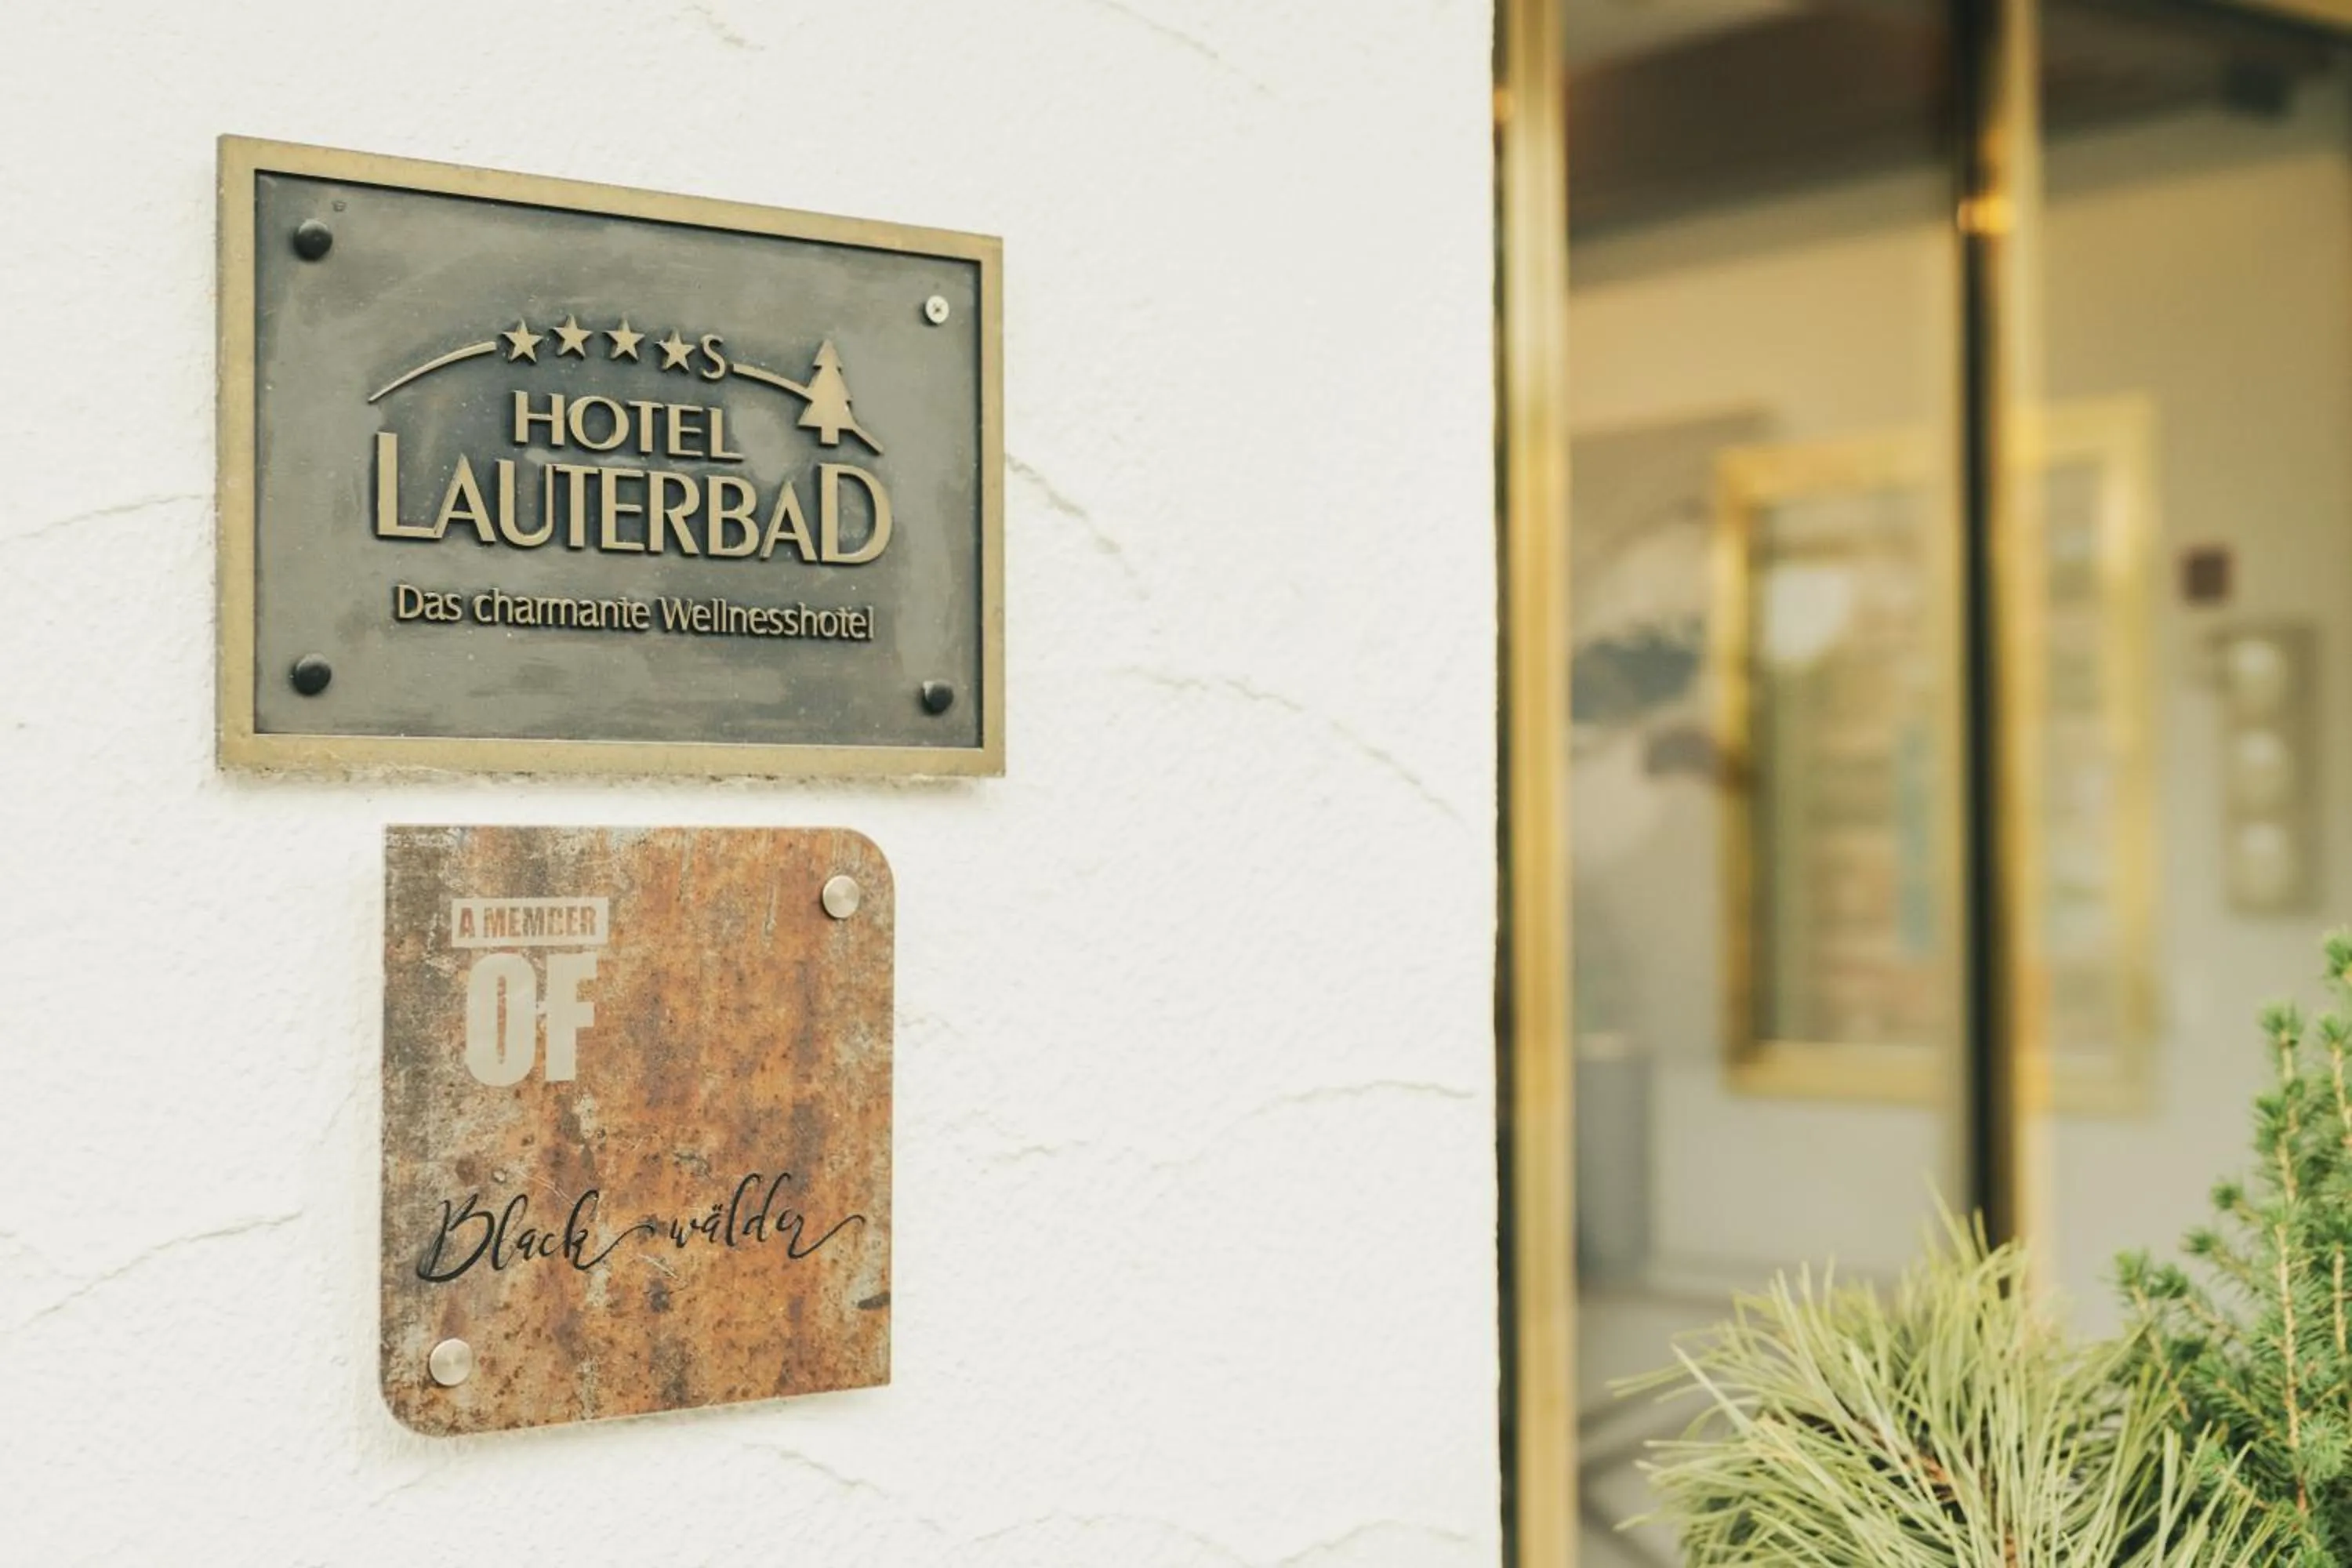 ★★★★S
HOTEL
LAUTERBAD
Das charmante Wellnesshotel
A MEMBER
OF
Black wälder